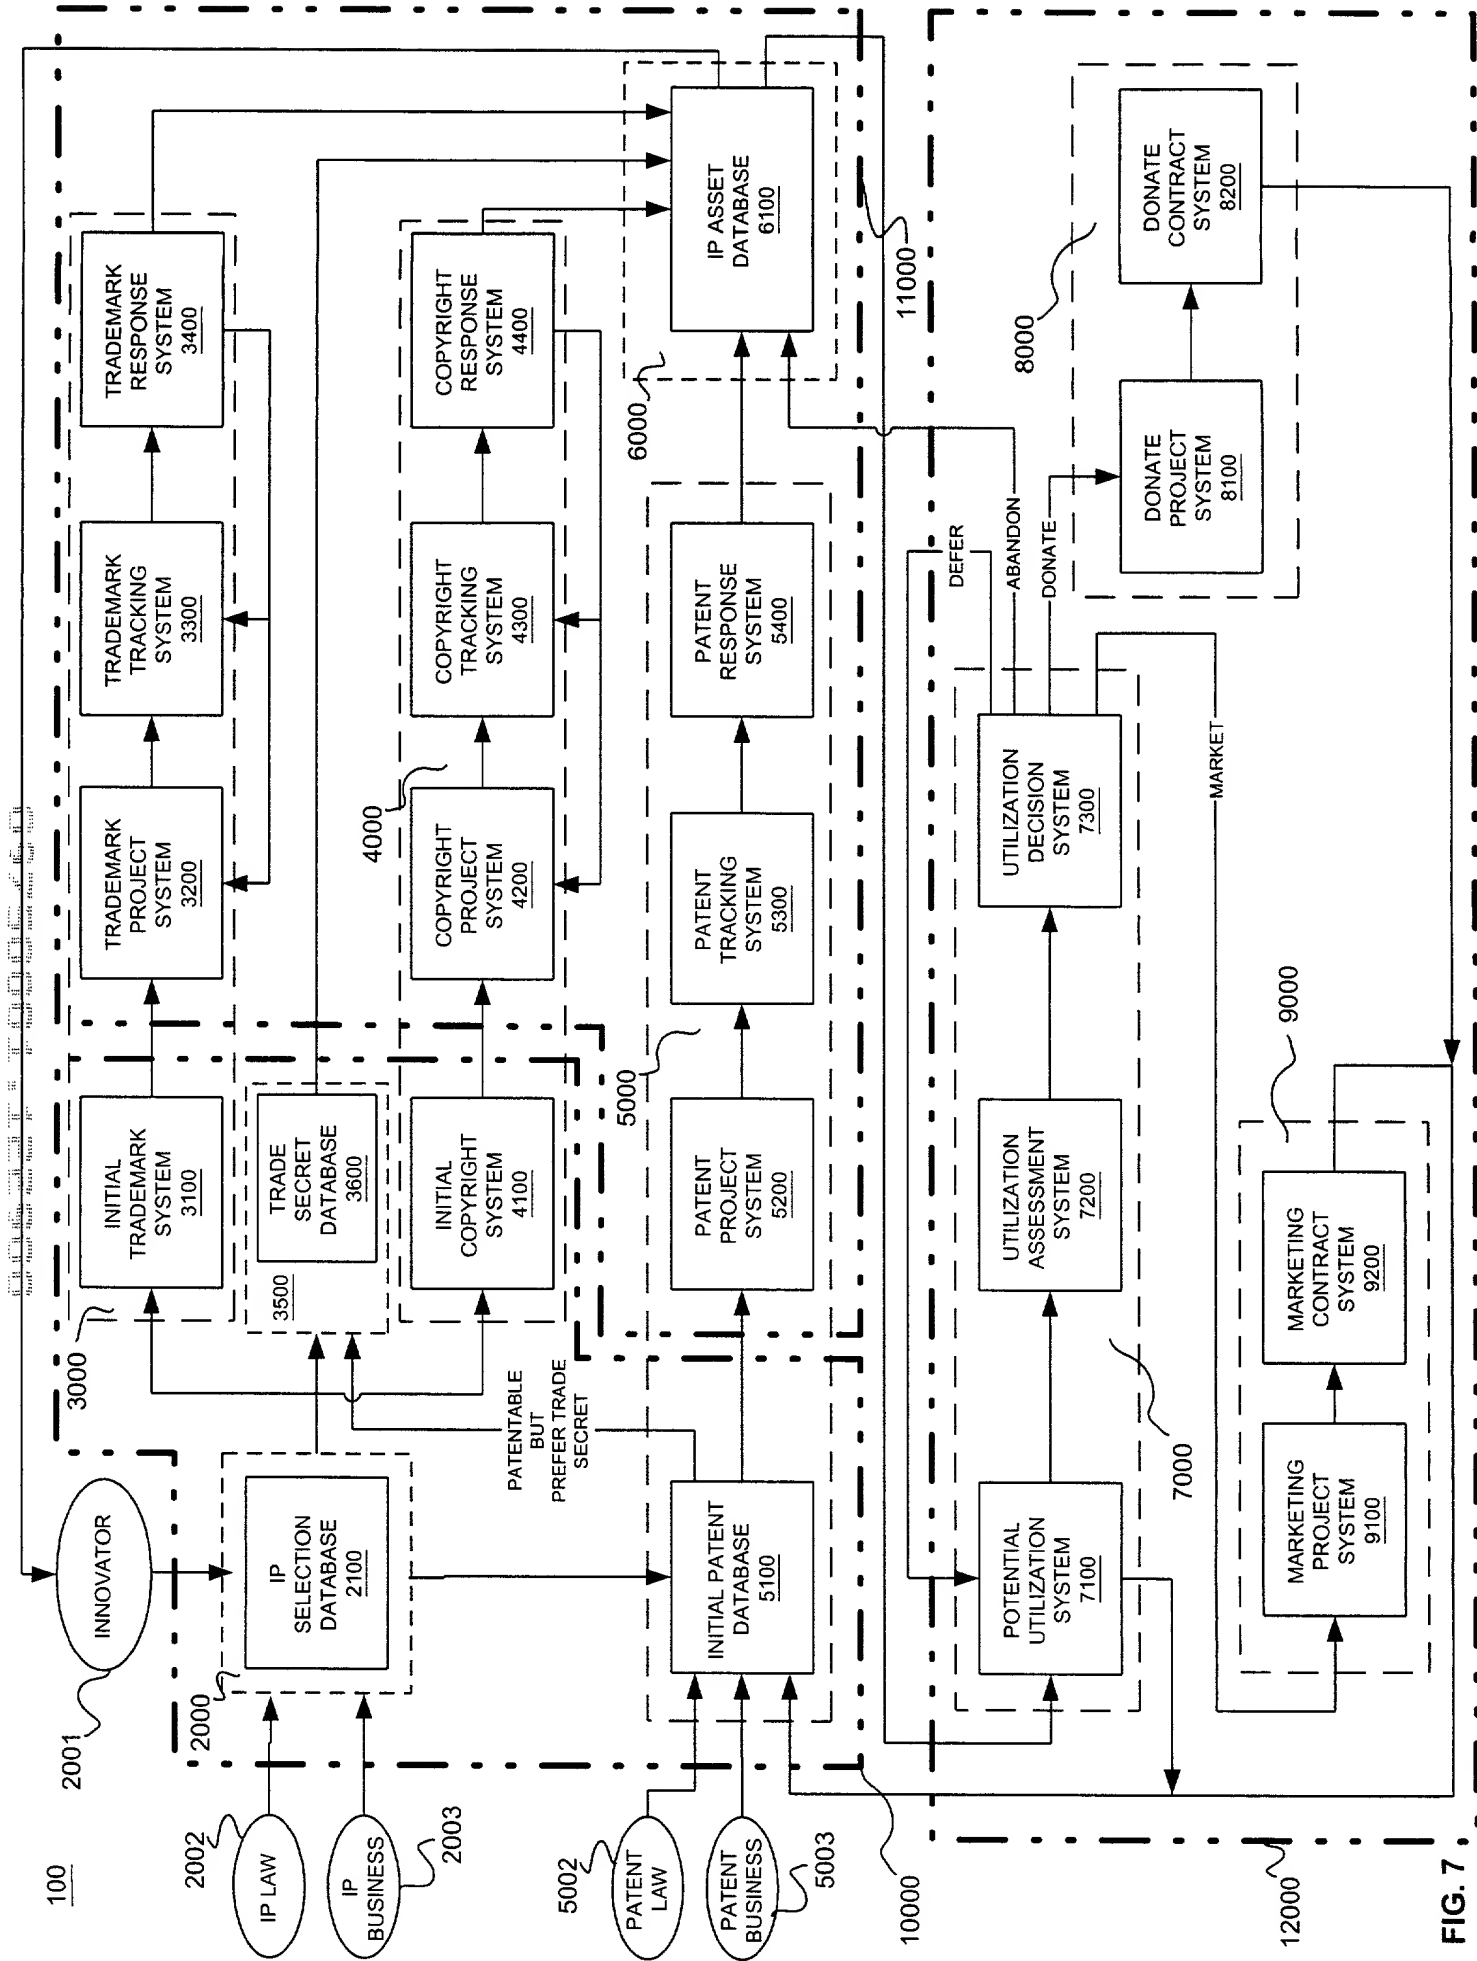 100
INNOVATOR
2001
IP LAW
2002
IP
BUSINESS
2003
2000
IP
SELECTION
DATABASE
2100
3000
INITIAL
TRADEMARK
SYSTEM
3100
TRADEMARK
PROJECT
SYSTEM
3200
TRADEMARK
TRACKING
SYSTEM
3300
TRADEMARK
RESPONSE
SYSTEM
3400
3500
TRADE
SECRET
DATABASE
3600
4000
INITIAL
COPYRIGHT
SYSTEM
4100
COPYRIGHT
PROJECT
SYSTEM
4200
COPYRIGHT
TRACKING
SYSTEM
4300
COPYRIGHT
RESPONSE
SYSTEM
4400
PATENTABLE
BUT
PREFER TRADE
SECRET
PATENT
LAW
5002
PATENT
BUSINESS
5003
5000
INITIAL PATENT
DATABASE
5100
PATENT
PROJECT
SYSTEM
5200
PATENT
TRACKING
SYSTEM
5300
PATENT
RESPONSE
SYSTEM
5400
6000
IP ASSET
DATABASE
6100
10000
11000
DEFER
ABANDON
DONATE
MARKET
7000
POTENTIAL
UTILIZATION
SYSTEM
7100
UTILIZATION
ASSESSMENT
SYSTEM
7200
UTILIZATION
DECISION
SYSTEM
7300
8000
DONATE
PROJECT
SYSTEM
8100
DONATE
CONTRACT
SYSTEM
8200
9000
MARKETING
PROJECT
SYSTEM
9100
MARKETING
CONTRACT
SYSTEM
9200
12000
FIG. 7